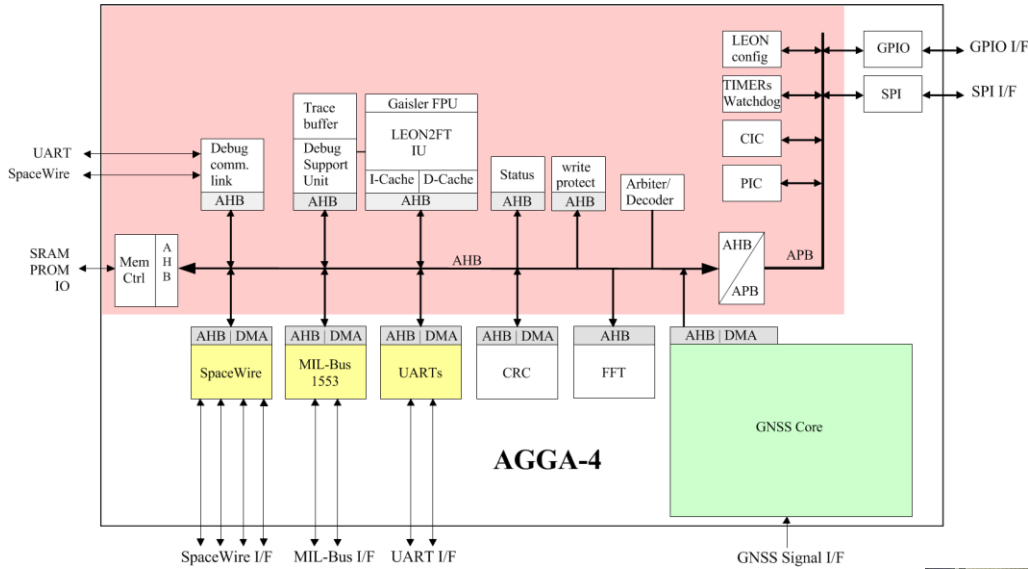 LEON
config
GPIO
GPIO I/F
TIMERs
Watchdog
SPI
SPI I/F
Trace
buffer
Gaisler FPU
LEON2FT
IU
CIC
UART
SpaceWire
Debug
comm.
link
Debug
Support
Unit
I-Cache
D-Cache
Status
write
protect
Arbiter/
Decoder
PIC
AHB
AHB
AHB
AHB
AHB
SRAM
PROM
IO
Mem
Ctrl
A
H
B
AHB
AHB
APB
APB
AHB DMA
AHB DMA
AHB DMA
AHB DMA
AHB
AHB DMA
SpaceWire
MIL-Bus
1553
UARTs
CRC
FFT
GNSS Core
AGGA-4
SpaceWire I/F
MIL-Bus I/F
UART I/F
GNSS Signal I/F